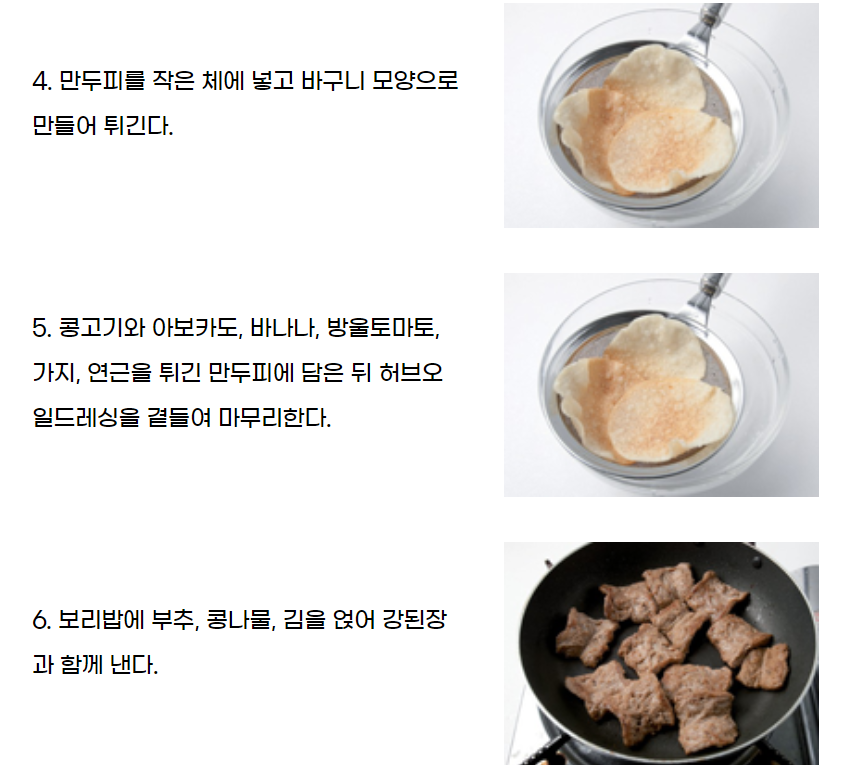 4. 만두피를 작은 체에 넣고 바구니 모양으로
만들어 튀긴다.
5. 콩고기와 아보카도, 바나나, 방울토마토,
가지, 연근을 튀긴 만두피에 담은 뒤 허브오
일드레싱을 곁들여 마무리한다.
6. 보리밥에 부추, 콩나물, 김을 얹어 강된장
과 함께 낸다.